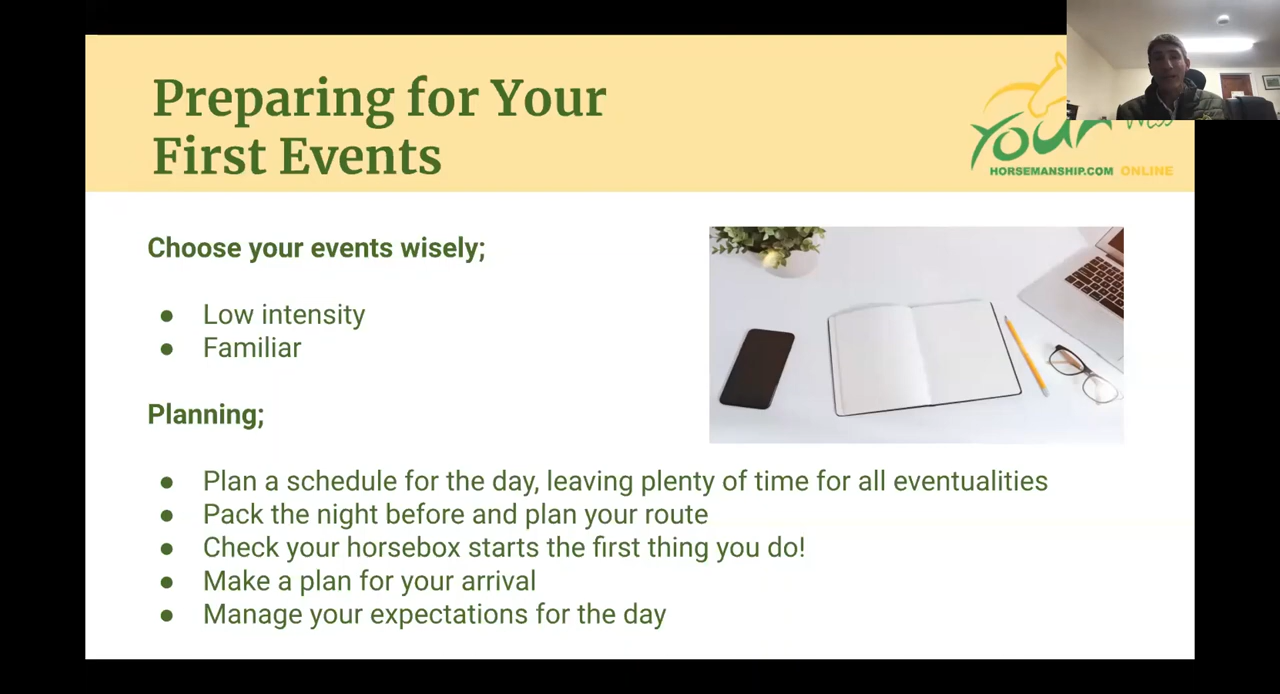 Preparing for Your
First Events
Your
HORSEMANSHIP.COM ONLINE
Choose your events wisely;
● Low intensity
● Familiar
Planning;
● Plan a schedule for the day, leaving plenty of time for all eventualities
● Pack the night before and plan your route
● Check your horsebox starts the first thing you do!
● Make a plan for your arrival
● Manage your expectations for the day